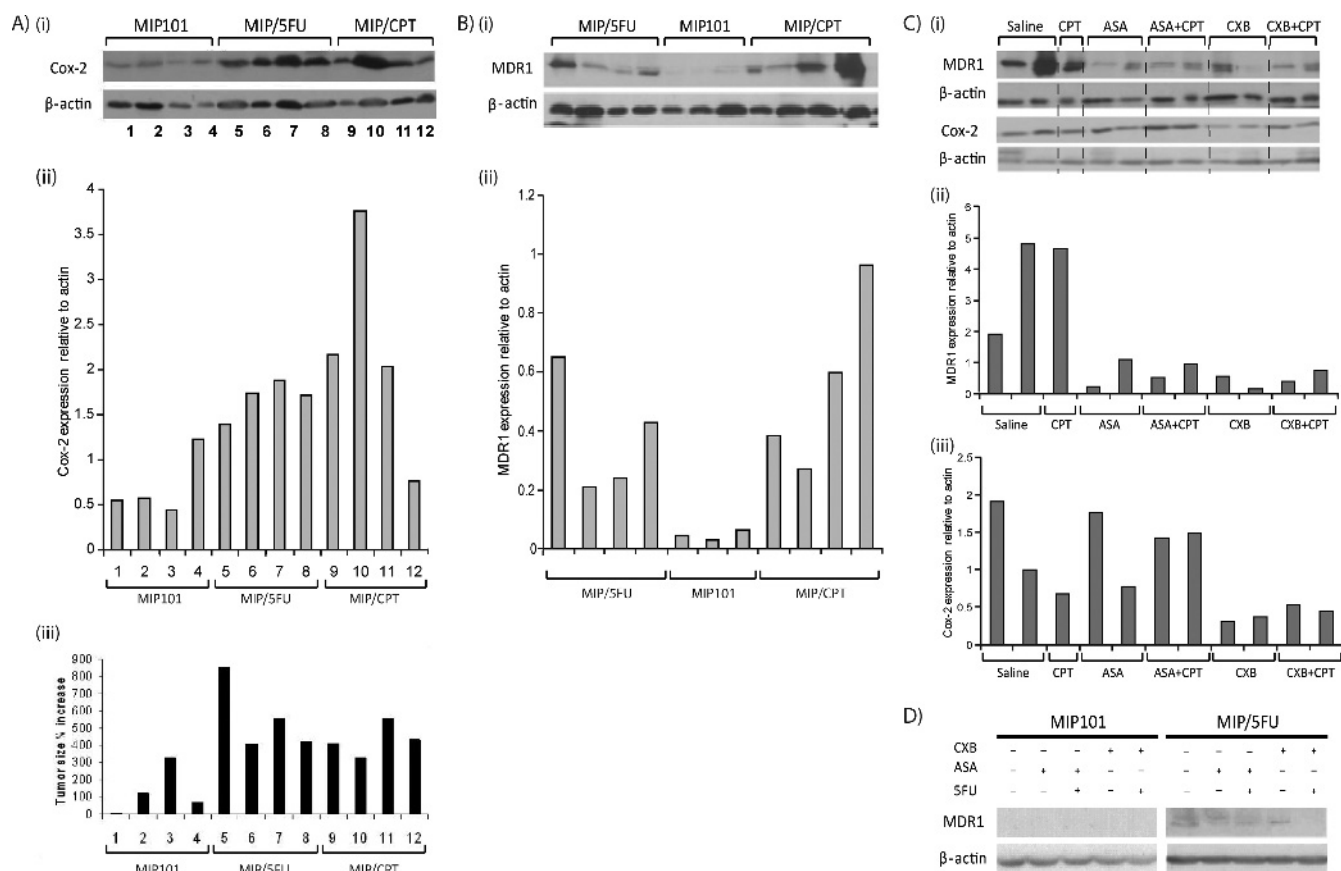 A) (i)
MIP101 MIP/5FU MIP/CPT
Cox-2
β-actin
1 2 3 4 5 6 7 8 9 10 11 12
(ii)
Cox-2 expression relative to actin
4
3.5
3
2.5
2
1.5
1
0.5
0
1 2 3 4 5 6 7 8 9 10 11 12
MIP101 MIP/5FU MIP/CPT
(iii)
Tumor size % increase
900
800
700
600
500
400
300
200
100
0
1 2 3 4 5 6 7 8 9 10 11 12
MIP101 MIP/5FU MIP/CPT
B) (i)
MIP/5FU MIP101 MIP/CPT
MDR1
β-actin
(ii)
MDR1 expression relative to actin
1.2
1
0.8
0.6
0.4
0.2
0
MIP/5FU MIP101 MIP/CPT
C) (i)
Saline CPT ASA ASA+CPT CXB CXB+CPT
MDR1
β-actin
Cox-2
β-actin
(ii)
MDR1 expression relative to actin
6
5
4
3
2
1
0
Saline CPT ASA ASA+CPT CXB CXB+CPT
(iii)
Cox-2 expression relative to actin
2.5
2
1.5
1
0.5
0
Saline CPT ASA ASA+CPT CXB CXB+CPT
D)
MIP101 MIP/5FU
CXB – – – + + – – – + +
ASA – + + – – – + + – –
5FU – – + – + – – + – +
MDR1
β-actin